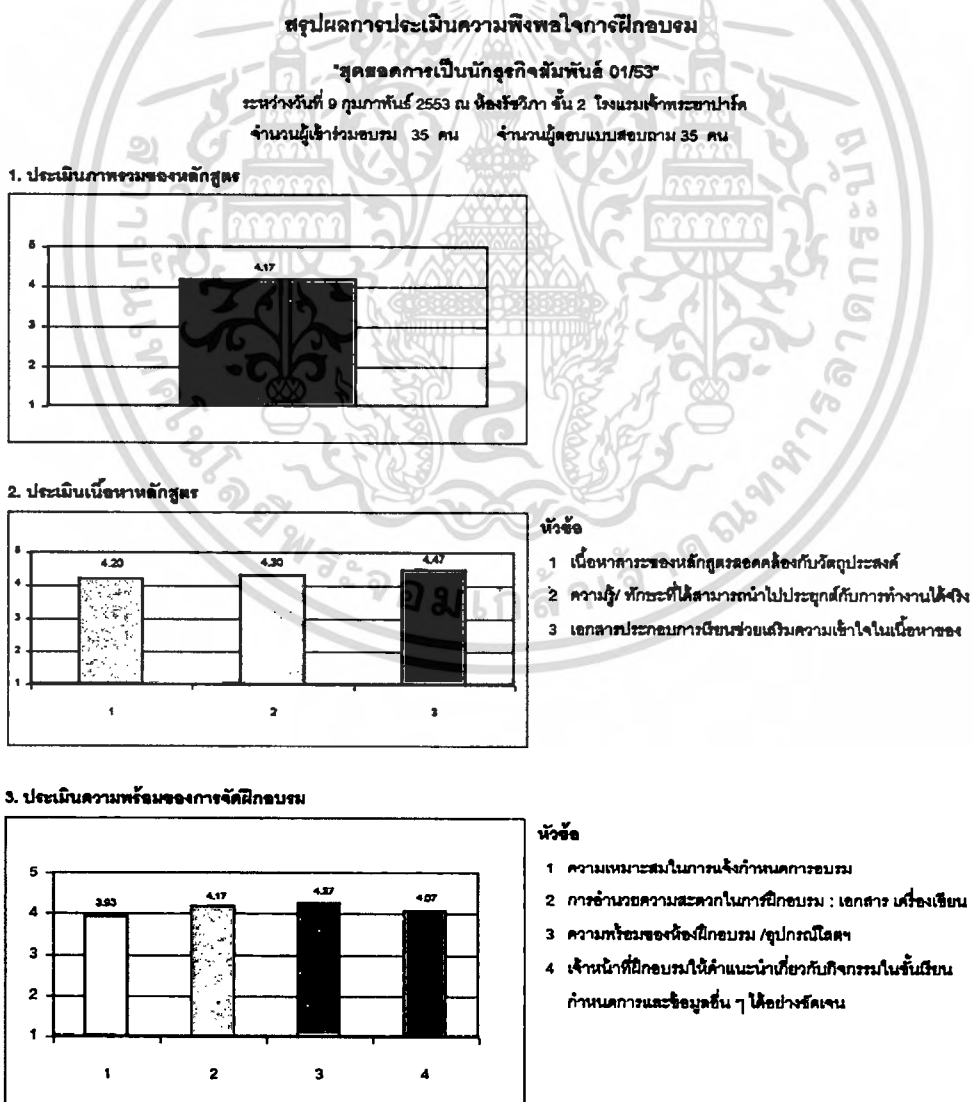 สรุปผลการประเมินความพึงพอใจการฝึกอบรม
"สุดยอดการเป็นนักธุรกิจสัมพันธ์ 01/53"
ระหว่างวันที่ 9 กุมภาพันธ์ 2553 ณ ห้องรัชวิภา ชั้น 2 โรงแรมเจ้าพระยาปาร์ค
จำนวนผู้เข้าร่วมอบรม 35 คน จำนวนผู้ตอบแบบสอบถาม 35 คน
1. ประเมินภาพรวมของหลักสูตร
5
4.17
4
3
2
1
2. ประเมินเนื้อหาหลักสูตร
5
4.20 4.30 4.47
4
3
2
1
1 2 3
หัวข้อ
1 เนื้อหาสาระของหลักสูตรสอดคล้องกับวัตถุประสงค์
2 ความรู้/ ทักษะที่ได้สามารถนำไปประยุกต์กับการทำงานได้จริง
3 เอกสารประกอบการเรียนช่วยเสริมความเข้าใจในเนื้อหาของ
3. ประเมินความพร้อมของการจัดฝึกอบรม
5
3.93 4.17 4.27 4.07
4
3
2
1
1 2 3 4
หัวข้อ
1 ความเหมาะสมในการแจ้งกำหนดการอบรม
2 การอำนวยความสะดวกในการฝึกอบรม : เอกสาร เครื่องเขียน
3 ความพร้อมของห้องฝึกอบรม /อุปกรณ์โสตฯ
4 เจ้าหน้าที่ฝึกอบรมให้คำแนะนำเกี่ยวกับกิจกรรมในชั้นเรียน
กำหนดการและข้อมูลอื่น ๆ ได้อย่างชัดเจน